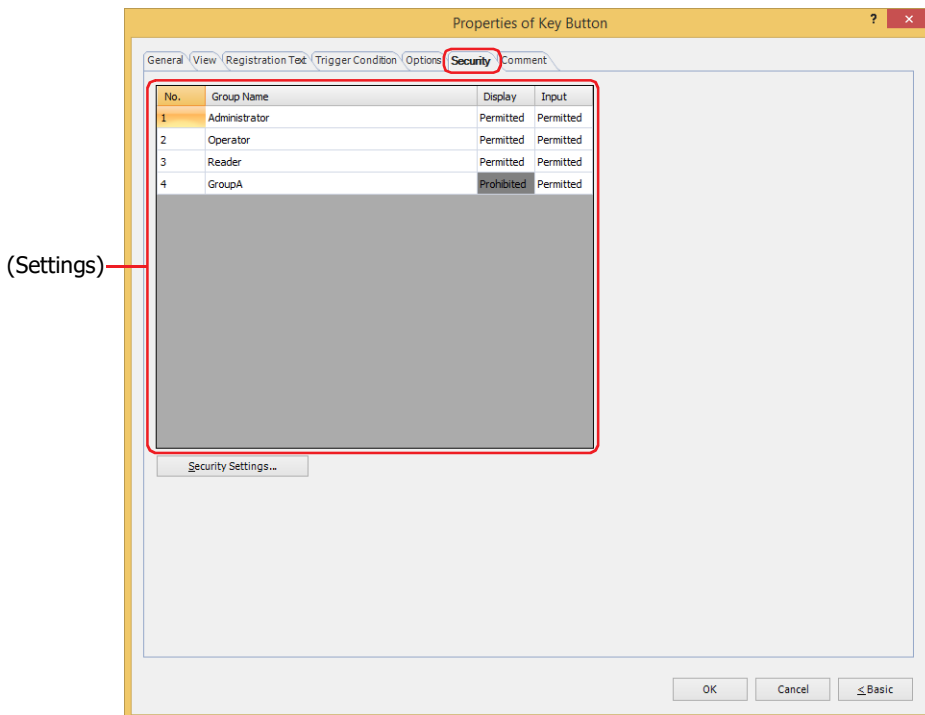 Properties of Key Button ? ×
General View Registration Text Trigger Condition Options Security Comment
No. Group Name Display Input
1 Administrator Permitted Permitted
2 Operator Permitted Permitted
3 Reader Permitted Permitted
4 GroupA Prohibited Permitted
(Settings)
Security Settings...
OK Cancel < Basic